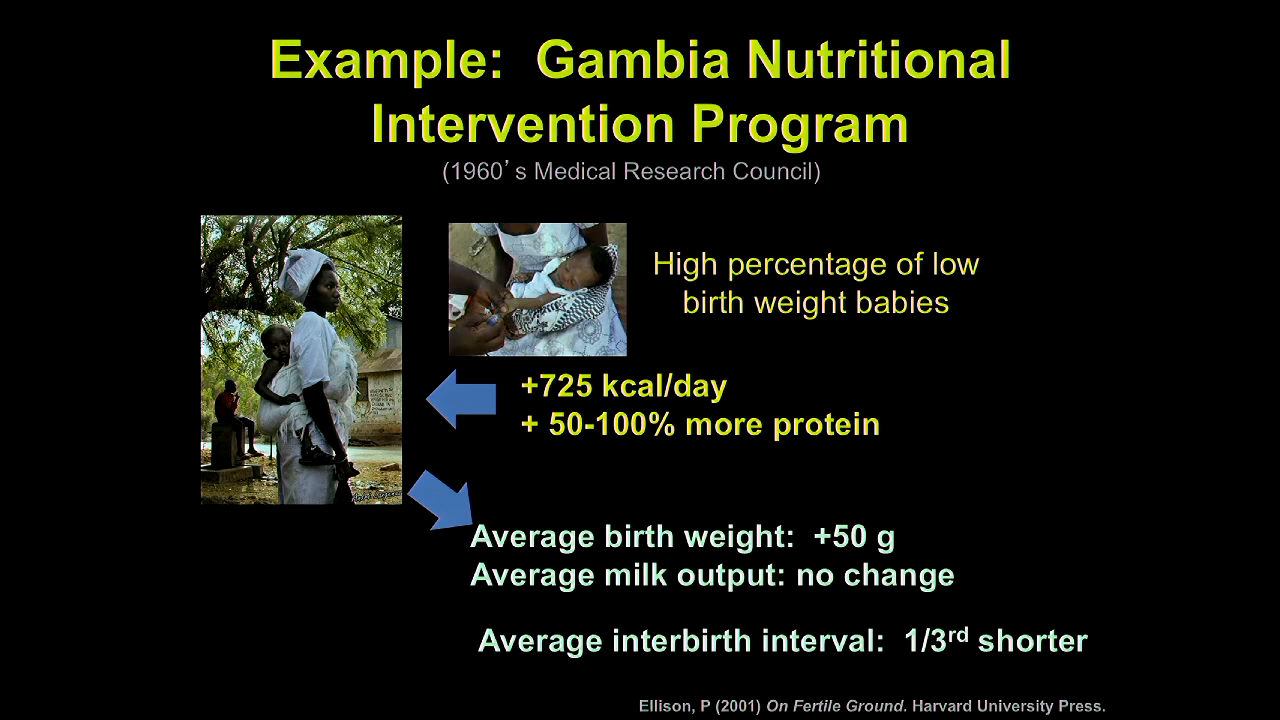 Example: Gambia Nutritional
Intervention Program
(1960’s Medical Research Council)
High percentage of low
birth weight babies
+725 kcal/day
+ 50-100% more protein
Average birth weight: +50 g
Average milk output: no change
Average interbirth interval: 1/3rd shorter
Ellison, P (2001) On Fertile Ground. Harvard University Press.